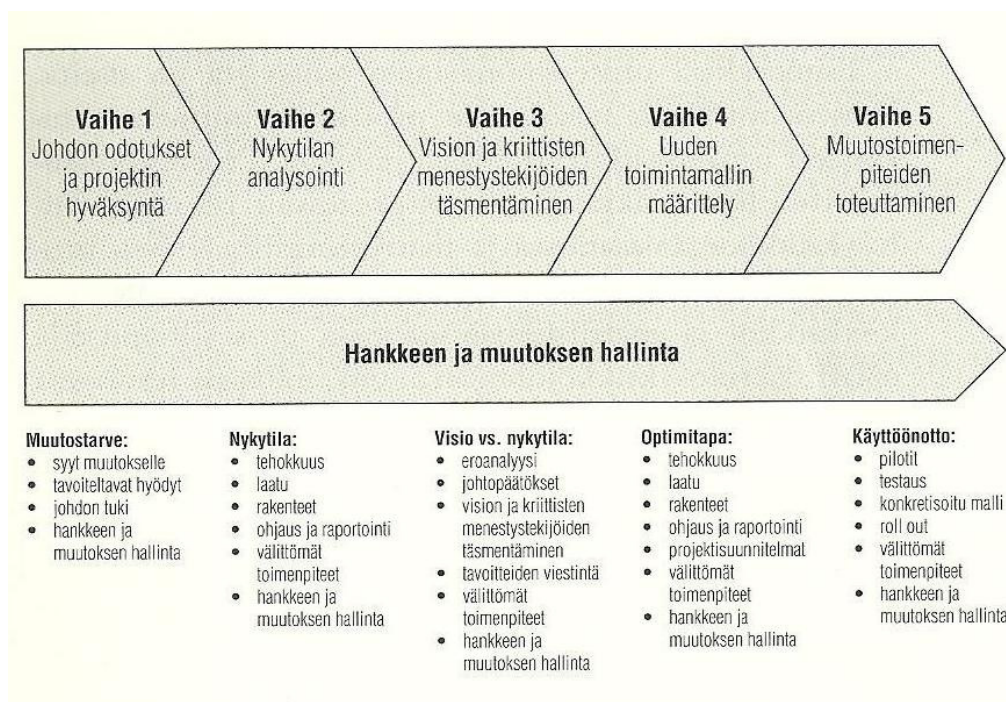 Vaihe 1
Johdon odotukset
ja projektin
hyväksyntä
Vaihe 2
Nykytilan
analysointi
Vaihe 3
Vision ja kriittisten
menestystekijöiden
täsmentäminen
Vaihe 4
Uuden
toimintamallin
määrittely
Vaihe 5
Muutostoimen-
piteiden
toteuttaminen
Hankkeen ja muutoksen hallinta
Muutostarve:
• syyt muutokselle
• tavoiteltavat hyödyt
• johdon tuki
• hankkeen ja
muutoksen hallinta
Nykytila:
• tehokkuus
• laatu
• rakenteet
• ohjaus ja raportointi
• välittömät
toimenpiteet
• hankkeen ja
muutoksen hallinta
Visio vs. nykytila:
• eroanalyysi
• johtopäätökset
• vision ja kriittisten
menestystekijöiden
täsmentäminen
• tavoitteiden viestintä
• välittömät
toimenpiteet
• hankkeen ja
muutoksen hallinta
Optimitapa:
• tehokkuus
• laatu
• rakenteet
• ohjaus ja raportointi
• projektisuunnitelmat
• välittömät
toimenpiteet
• hankkeen ja
muutoksen hallinta
Käyttöönotto:
• pilotit
• testaus
• konkretisoitu malli
• roll out
• välittömät
toimenpiteet
• hankkeen ja
muutoksen hallinta